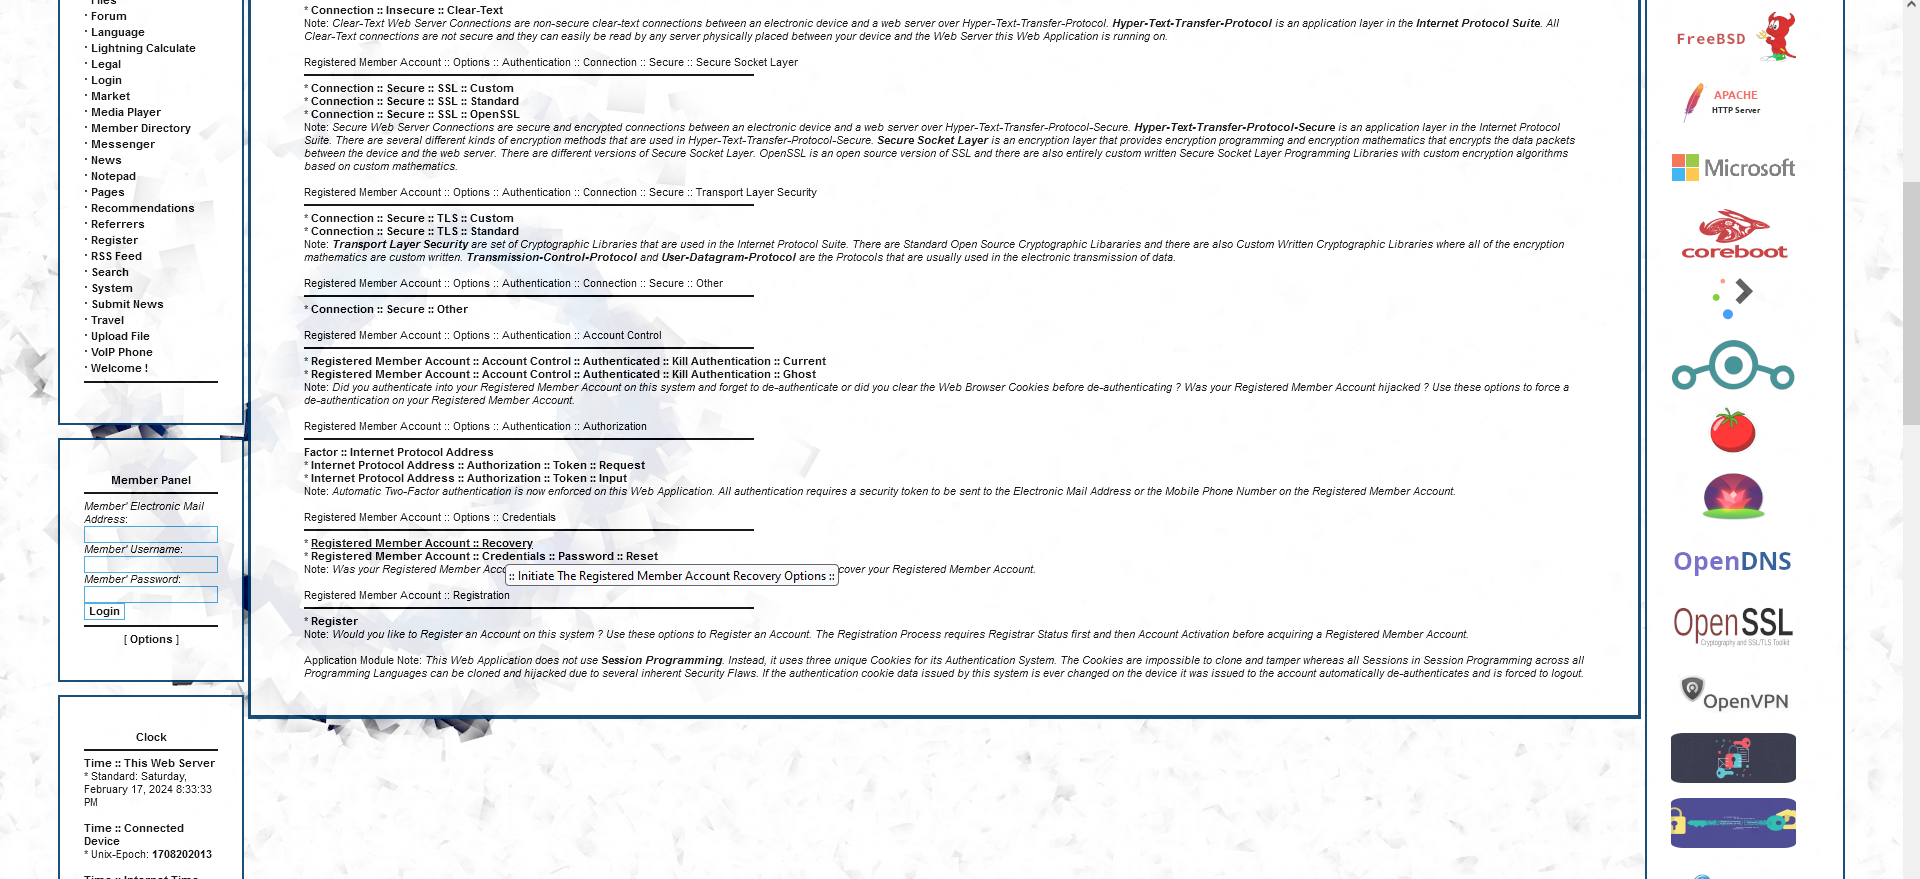 Files
· Forum
· Language
· Lightning Calculate
· Legal
· Login
· Market
· Media Player
· Member Directory
· Messenger
· News
· Notepad
· Pages
· Recommendations
· Referrers
· Register
· RSS Feed
· Search
· System
· Submit News
· Travel
· Upload File
· VoIP Phone
· Welcome !
Member Panel
Member' Electronic Mail
Address:
Member' Username:
Member' Password:
Login
[ Options ]
Clock
Time :: This Web Server
* Standard: Saturday,
February 17, 2024 8:33:33
PM
Time :: Connected
Device
* Unix-Epoch: 1708202013
Time :: Internet Time
* Connection :: Insecure :: Clear-Text
Note: Clear-Text Web Server Connections are non-secure clear-text connections between an electronic device and a web server over Hyper-Text-Transfer-Protocol. Hyper-Text-Transfer-Protocol is an application layer in the Internet Protocol Suite. All
Clear-Text connections are not secure and they can easily be read by any server physically placed between your device and the Web Server this Web Application is running on.
Registered Member Account :: Options :: Authentication :: Connection :: Secure :: Secure Socket Layer
* Connection :: Secure :: SSL :: Custom
* Connection :: Secure :: SSL :: Standard
* Connection :: Secure :: SSL :: OpenSSL
Note: Secure Web Server Connections are secure and encrypted connections between an electronic device and a web server over Hyper-Text-Transfer-Protocol-Secure. Hyper-Text-Transfer-Protocol-Secure is an application layer in the Internet Protocol
Suite. There are several different kinds of encryption methods that are used in Hyper-Text-Transfer-Protocol-Secure. Secure Socket Layer is an encryption layer that provides encryption programming and encryption mathematics that encrypts the data packets
between the device and the web server. There are different versions of Secure Socket Layer. OpenSSL is an open source version of SSL and there are also entirely custom written Secure Socket Layer Programming Libraries with custom encryption algorithms
based on custom mathematics.
Registered Member Account :: Options :: Authentication :: Connection :: Secure :: Transport Layer Security
* Connection :: Secure :: TLS :: Custom
* Connection :: Secure :: TLS :: Standard
Note: Transport Layer Security are set of Cryptographic Libraries that are used in the Internet Protocol Suite. There are Standard Open Source Cryptographic Libararies and there are also Custom Written Cryptographic Libraries where all of the encryption
mathematics are custom written. Transmission-Control-Protocol and User-Datagram-Protocol are the Protocols that are usually used in the electronic transmission of data.
Registered Member Account :: Options :: Authentication :: Connection :: Secure :: Other
* Connection :: Secure :: Other
Registered Member Account :: Options :: Authentication :: Account Control
* Registered Member Account :: Account Control :: Authenticated :: Kill Authentication :: Current
* Registered Member Account :: Account Control :: Authenticated :: Kill Authentication :: Ghost
Note: Did you authenticate into your Registered Member Account on this system and forget to de-authenticate or did you clear the Web Browser Cookies before de-authenticating ? Was your Registered Member Account hijacked ? Use these options to force a
de-authentication on your Registered Member Account.
Registered Member Account :: Options :: Authentication :: Authorization
Factor :: Internet Protocol Address
* Internet Protocol Address :: Authorization :: Token :: Request
* Internet Protocol Address :: Authorization :: Token :: Input
Note: Automatic Two-Factor authentication is now enforced on this Web Application. All authentication requires a security token to be sent to the Electronic Mail Address or the Mobile Phone Number on the Registered Member Account.
Registered Member Account :: Options :: Credentials
* Registered Member Account :: Recovery
* Registered Member Account :: Credentials :: Password :: Reset
Note: Was your Registered Member Acco
:: Initiate The Registered Member Account Recovery Options ::
cover your Registered Member Account.
Registered Member Account :: Registration
* Register
Note: Would you like to Register an Account on this system ? Use these options to Register an Account. The Registration Process requires Registrar Status first and then Account Activation before acquiring a Registered Member Account.
Application Module Note: This Web Application does not use Session Programming. Instead, it uses three unique Cookies for its Authentication System. The Cookies are impossible to clone and tamper whereas all Sessions in Session Programming across all
Programming Languages can be cloned and hijacked due to several inherent Security Flaws. If the authentication cookie data issued by this system is ever changed on the device it was issued to the account automatically de-authenticates and is forced to logout.
FreeBSD
APACHE
HTTP Server
Microsoft
coreboot
OpenDNS
OpenSSL
Cryptography and SSL/TLS Toolkit
OpenVPN